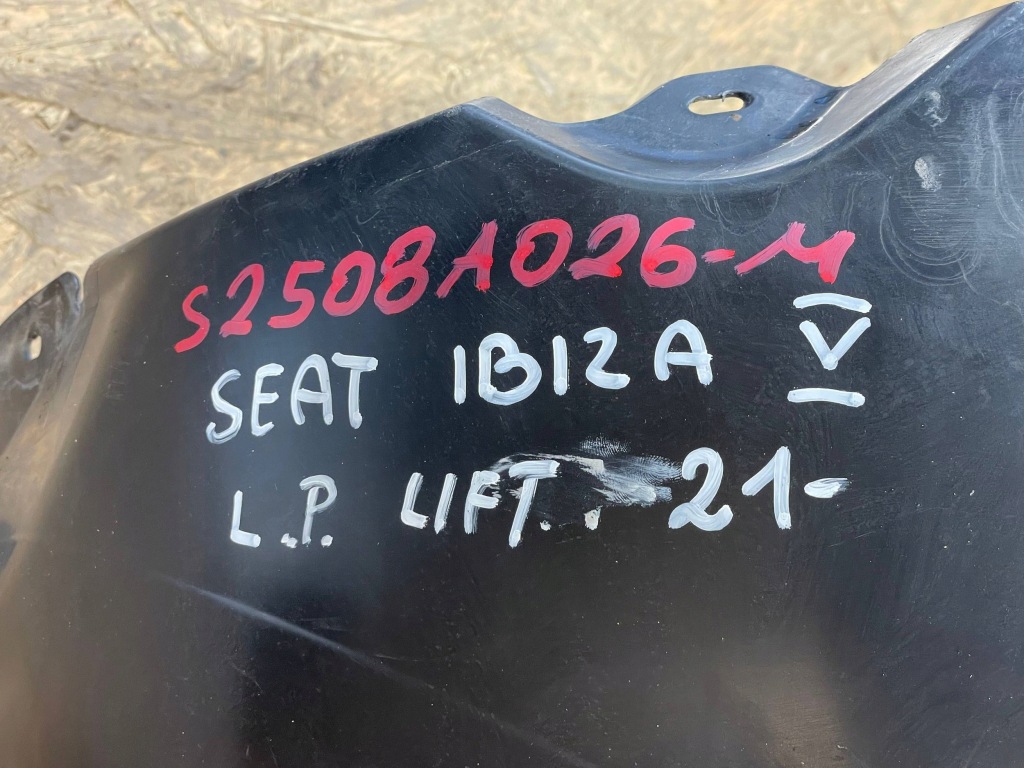 S2508A026-M
SEAT IBIZA V
L.P. LIFT. 21-